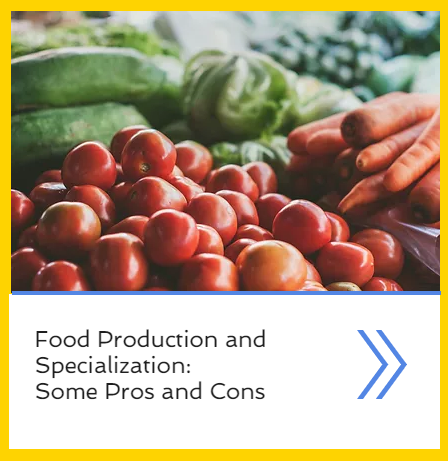 Food Production and
Specialization:
Some Pros and Cons